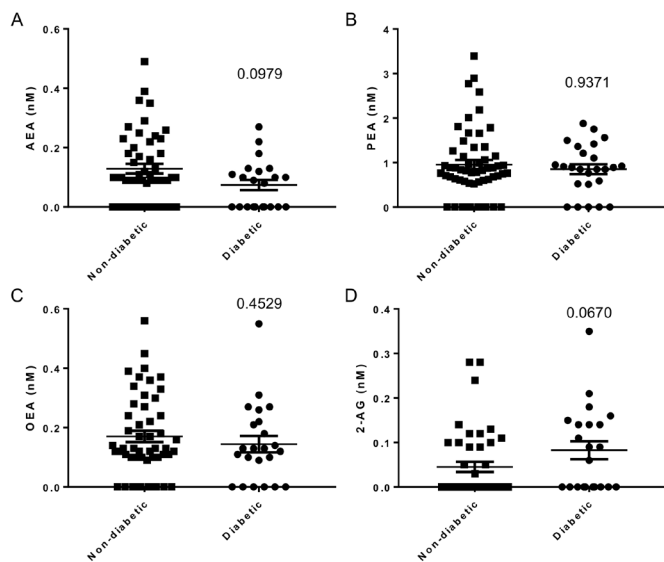 A
AEA (nM)
0.6
0.4
0.2
0.0
0.0979
Non-diabetic
Diabetic
B
PEA (nM)
4
3
2
1
0
0.9371
Non-diabetic
Diabetic
C
OEA (nM)
0.6
0.4
0.2
0.0
0.4529
Non-diabetic
Diabetic
D
2-AG (nM)
0.4
0.3
0.2
0.1
0.0
0.0670
Non-diabetic
Diabetic